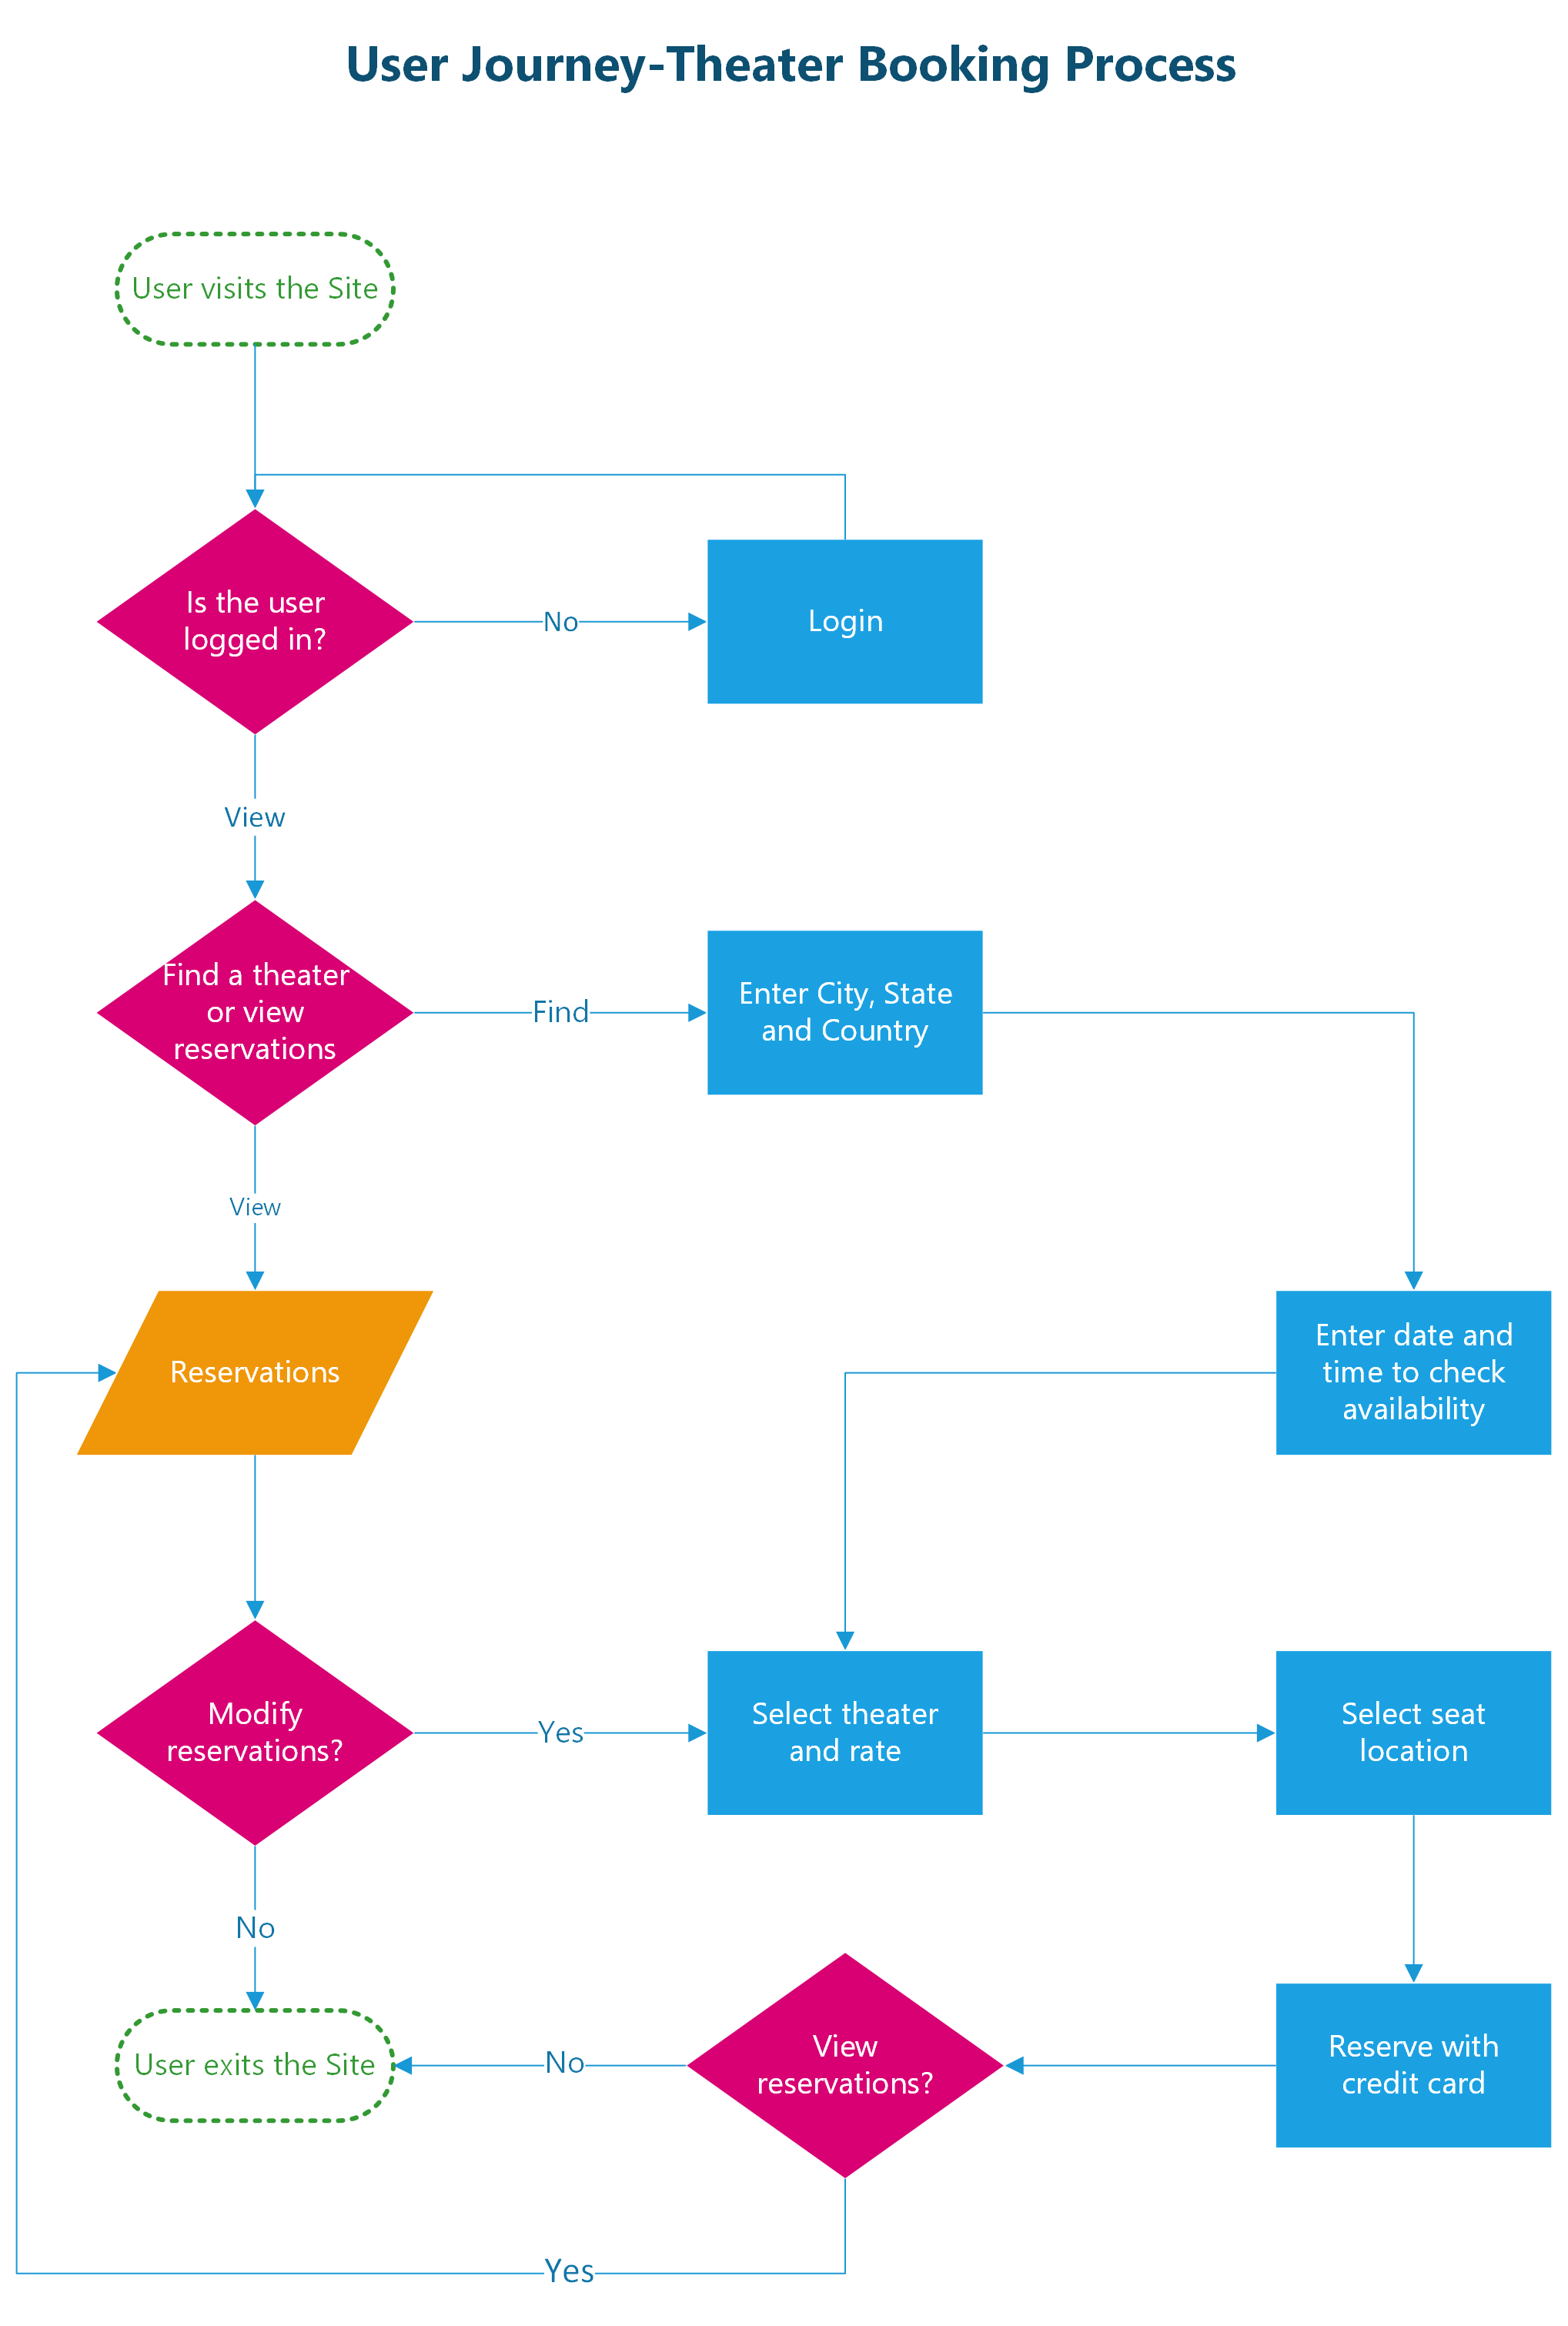 User Journey-Theater Booking Process
User visits the Site
Is the user
logged in?
No
Login
View
Find a theater
or view
reservations
Find
Enter City, State
and Country
View
Reservations
Enter date and
time to check
availability
Modify
reservations?
Yes
Select theater
and rate
Select seat
location
No
User exits the Site
No
View
reservations?
Reserve with
credit card
Yes